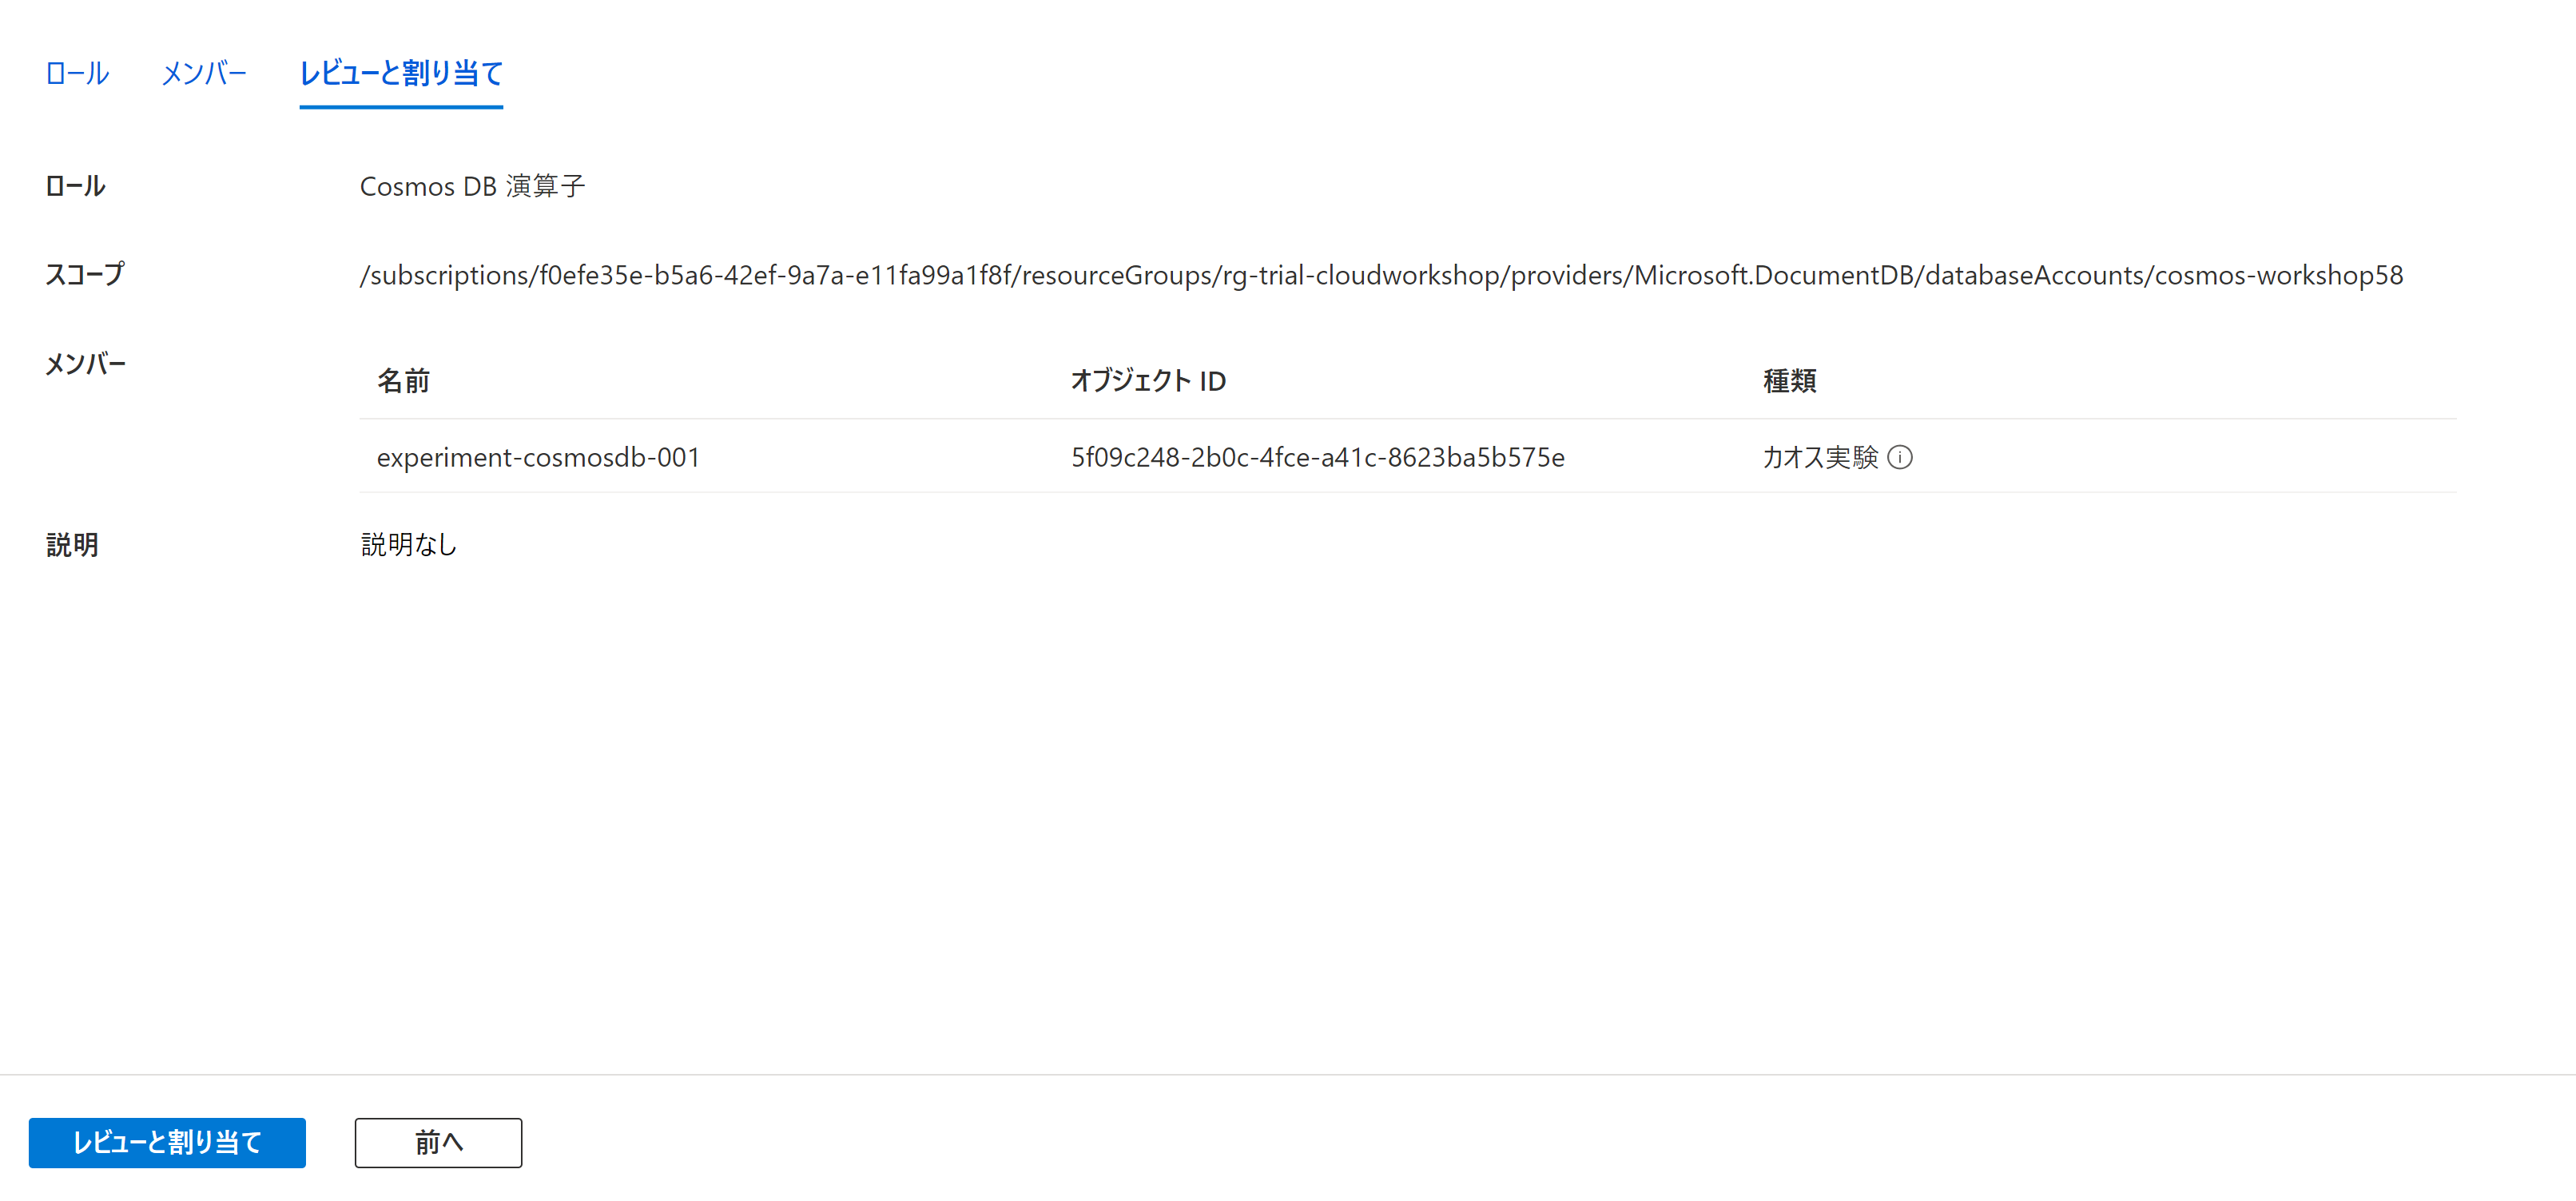 ロール メンバー レビューと割り当て
ロール Cosmos DB 演算子
スコープ /subscriptions/f0efe35e-b5a6-42ef-9a7a-e11fa99a1f8f/resourceGroups/rg-trial-cloudworkshop/providers/Microsoft.DocumentDB/databaseAccounts/cosmos-workshop58
メンバー
名前 オブジェクト ID 種類
experiment-cosmosdb-001 5f09c248-2b0c-4fce-a41c-8623ba5b575e カオス実験
説明 説明なし
レビューと割り当て 前へ